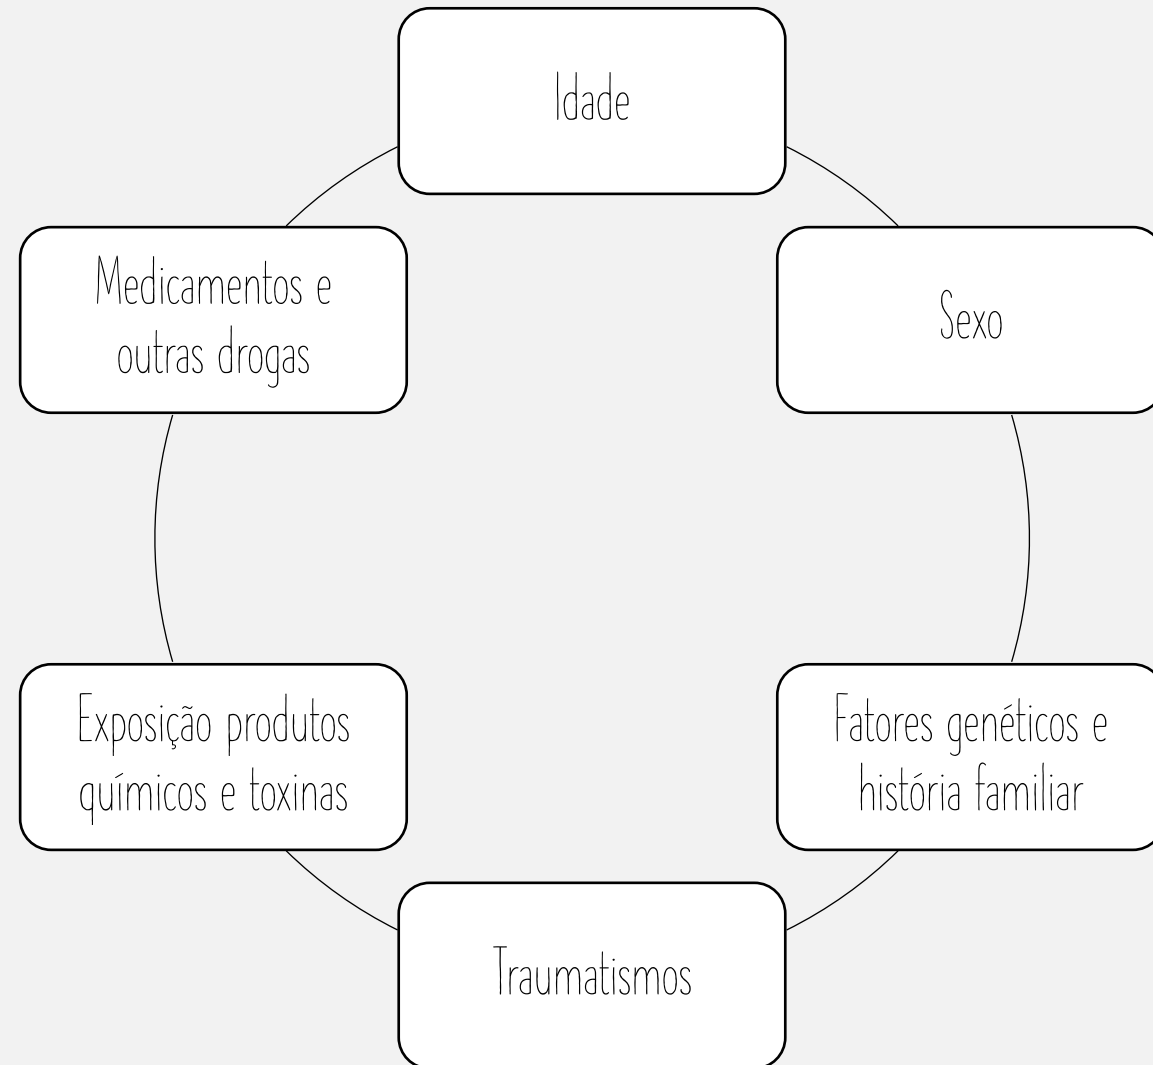 Idade
Medicamentos e
outras drogas
Sexo
Exposição produtos
químicos e toxinas
Fatores genéticos e
história familiar
Traumatismos